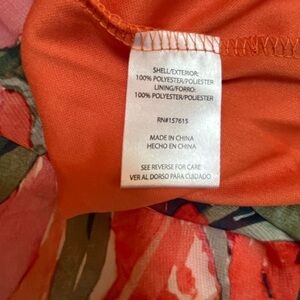 SHELL/EXTERIOR:
100% POLYESTER/POLIESTER
LINING/FORRO:
100% POLYESTER/POLIESTER
RN#157615
MADE IN CHINA
HECHO EN CHINA
SEE REVERSE FOR CARE
VER AL DORSO PARA CUIDADO